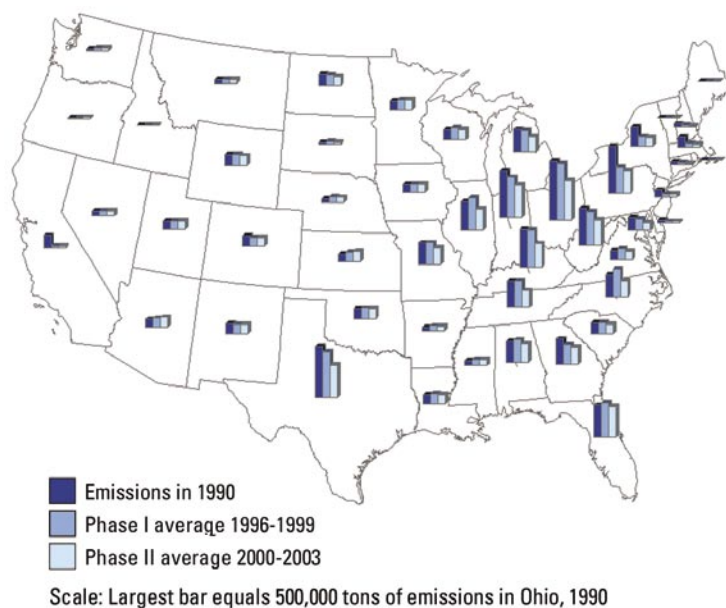 Emissions in 1990
Phase I average 1996-1999
Phase II average 2000-2003
Scale: Largest bar equals 500,000 tons of emissions in Ohio, 1990